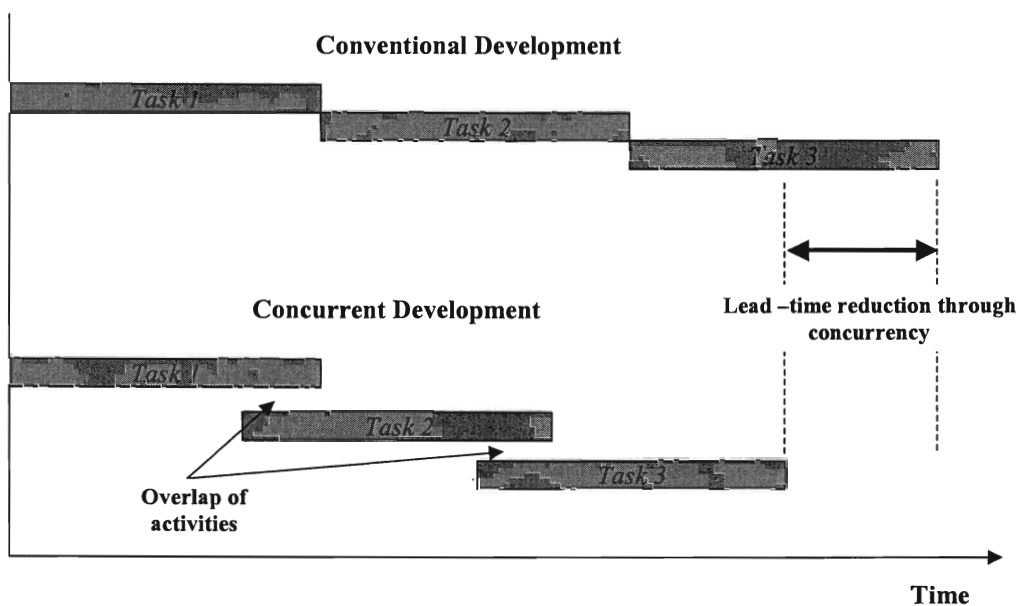 Conventional Development
Task 1
Task 2
Task 3
Lead –time reduction through
concurrency
Concurrent Development
Task 1
Task 2
Task 3
Overlap of
activities
Time